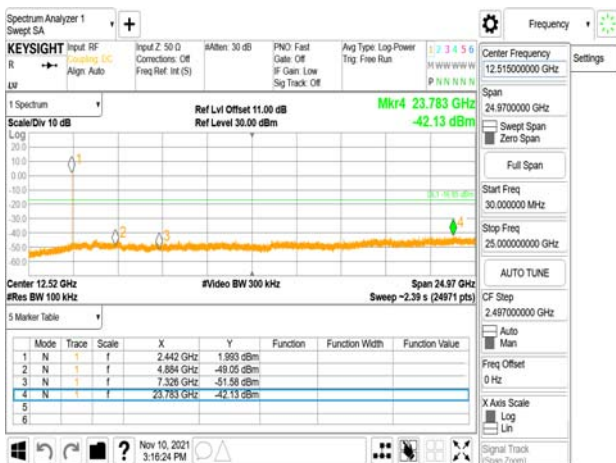 Spectrum Analyzer 1
Swept SA
+
Frequency
KEYSIGHT
R
LXI
Input: RF
Coupling: DC
Align: Auto
Input Z: 50 Ω
Corrections: Off
Freq Ref: Int (S)
#Atten: 30 dB
PNO: Fast
Gate: Off
IF Gain: Low
Sig Track: Off
Avg Type: Log-Power
Trig: Free Run
1 2 3 4 5 6
M W W W W W
P N N N N N
1 Spectrum
Scale/Div 10 dB
Ref Lvl Offset 11.00 dB
Ref Level 30.00 dBm
Mkr4 23.783 GHz
-42.13 dBm
Log
20.0
10.0
0.00
-10.0
-20.0
-30.0
-40.0
-50.0
-60.0
1
2
3
4
Center 12.52 GHz
#Res BW 100 kHz
#Video BW 300 kHz
Span 24.97 GHz
Sweep ~2.39 s (24971 pts)
5 Marker Table
Mode Trace Scale X Y Function Function Width Function Value
1 N 1 f 2.442 GHz 1.993 dBm
2 N 1 f 4.884 GHz -49.05 dBm
3 N 1 f 7.326 GHz -51.58 dBm
4 N 1 f 23.783 GHz -42.13 dBm
5
6
Nov 10, 2021
3:16:24 PM
Center Frequency
12.515000000 GHz
Settings
Span
24.9700000 GHz
Swept Span
Zero Span
Full Span
Start Freq
30.000000 MHz
Stop Freq
25.000000000 GHz
AUTO TUNE
CF Step
2.497000000 GHz
Auto
Man
Freq Offset
0 Hz
X Axis Scale
Log
Lin
Signal Track
(Span Zoom)